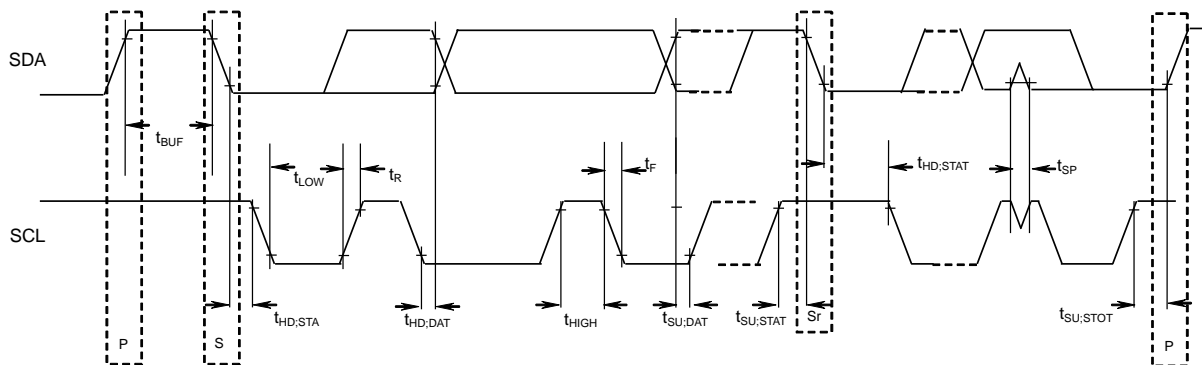 SDA
tBUF
tLOW
tR
tF
tHD;STAT
tSP
SCL
tHD;STA
tHD;DAT
tHIGH
tSU;DAT
tSU;STAT
Sr
tSU;STOT
P
S
P